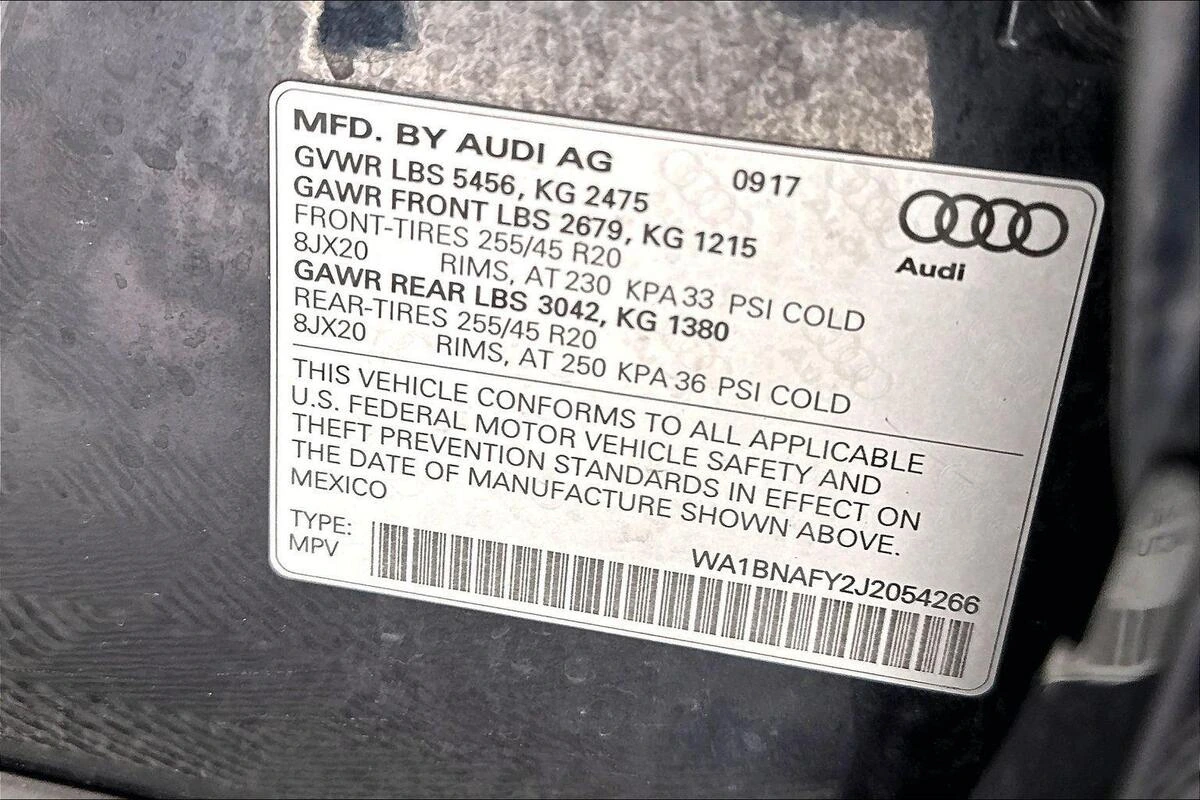 MFD. BY AUDI AG 0917
GVWR LBS 5456, KG 2475
GAWR FRONT LBS 2679, KG 1215
FRONT-TIRES 255/45 R20
8JX20 RIMS, AT 230 KPA 33 PSI COLD
GAWR REAR LBS 3042, KG 1380
REAR-TIRES 255/45 R20
8JX20 RIMS, AT 250 KPA 36 PSI COLD
Audi
THIS VEHICLE CONFORMS TO ALL APPLICABLE
U.S. FEDERAL MOTOR VEHICLE SAFETY AND
THEFT PREVENTION STANDARDS IN EFFECT ON
THE DATE OF MANUFACTURE SHOWN ABOVE.
MEXICO
TYPE:
MPV
WA1BNAFY2J2054266